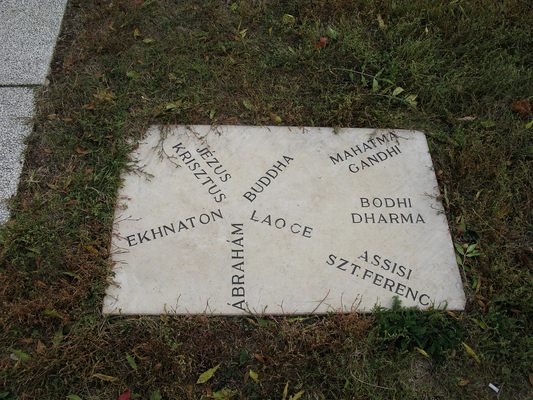 JÉZUS
KRISZTUS
BUDDHA
MAHATMA
GANDHI
EKHNATON
LAO CE
BODHI
DHARMA
ÁBRAHÁM
ASSISI
SZT. FERENC